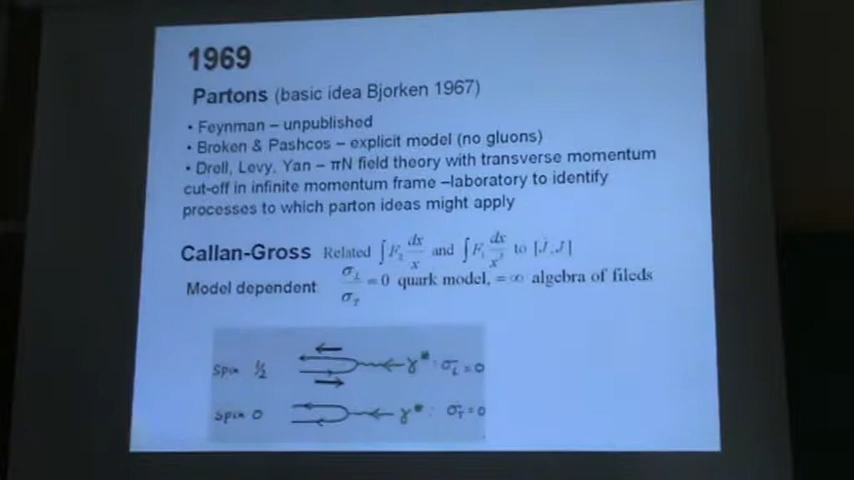 1969
Partons (basic idea Bjorken 1967)
• Feynman – unpublished
• Broken & Pashcos – explicit model (no gluons)
• Drell, Levy, Yan – πN field theory with transverse momentum
cut-off in infinite momentum frame –laboratory to identify
processes to which parton ideas might apply
Callan-Gross Related ∫F₂ dx/x and ∫F₁ dx/x² to [J̇,J]
Model dependent σ_L/σ_T = 0 quark model, = ∞ algebra of fileds
Spin ½ γ* : σ_L = 0
Spin 0 γ* : σ_T = 0